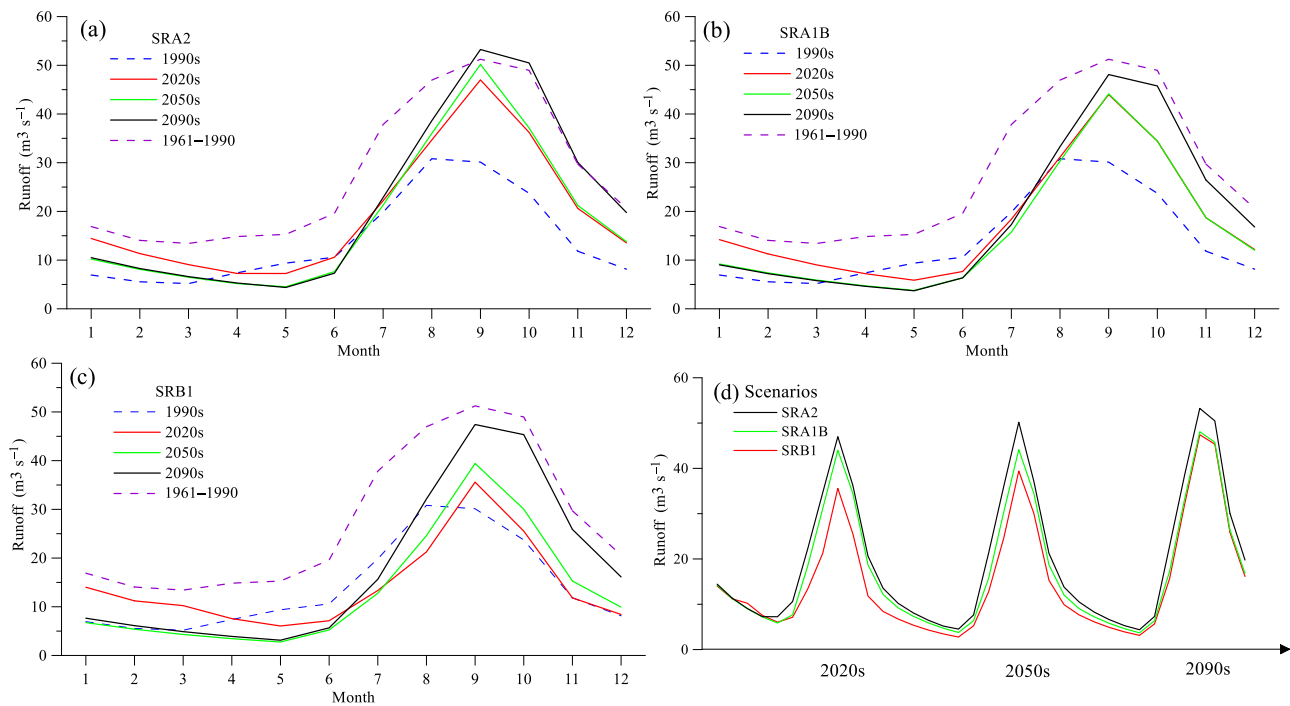 (a)
SRA2
1990s
2020s
2050s
2090s
1961–1990
Runoff (m3 s−1)
60
50
40
30
20
10
0
1 2 3 4 5 6 7 8 9 10 11 12
Month
(b)
SRA1B
1990s
2020s
2050s
2090s
1961–1990
Runoff (m3 s−1)
60
50
40
30
20
10
0
1 2 3 4 5 6 7 8 9 10 11 12
Month
(c)
SRB1
1990s
2020s
2050s
2090s
1961–1990
Runoff (m3 s−1)
60
50
40
30
20
10
0
1 2 3 4 5 6 7 8 9 10 11 12
Month
(d) Scenarios
SRA2
SRA1B
SRB1
Runoff (m3 s−1)
60
40
20
0
2020s 2050s 2090s